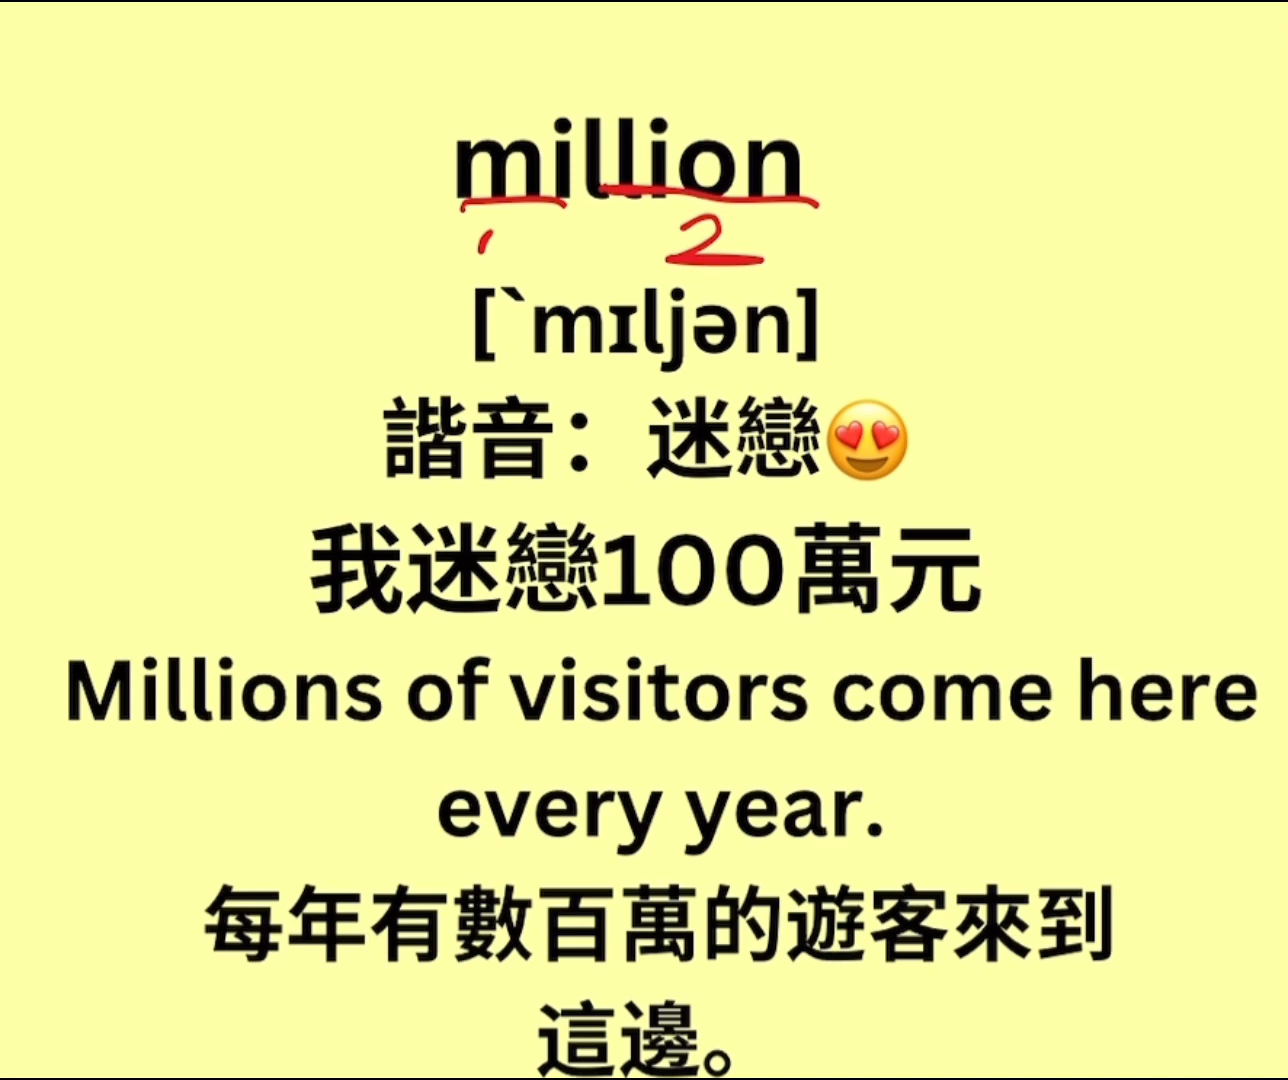 million
1 2
[`mɪljən]
諧音：迷戀😍
我迷戀100萬元
Millions of visitors come here
every year.
每年有數百萬的遊客來到
這邊。